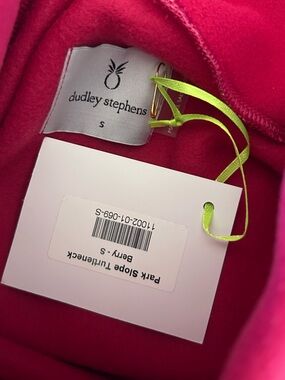 dudley stephens
S
Park Slope Turtleneck
Berry - S
11002-01-069-S